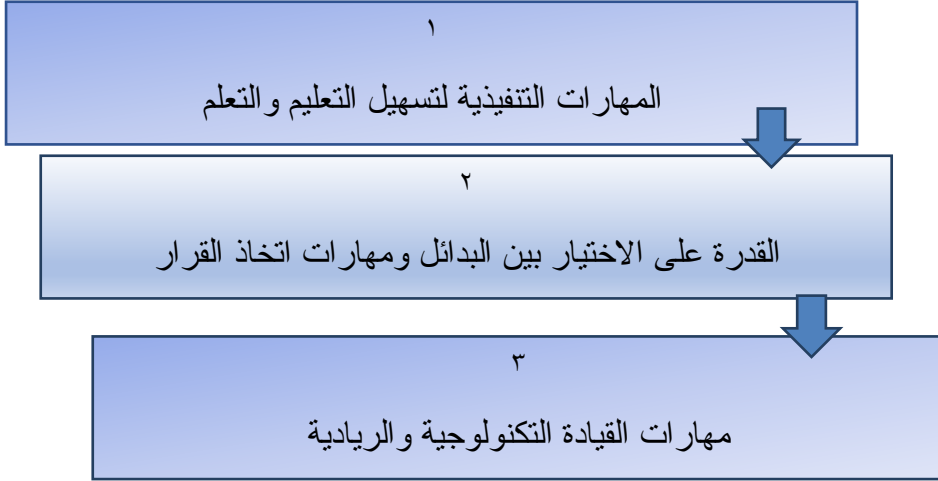 ١
المهارات التنفيذية لتسهيل التعليم والتعلم
٢
القدرة على الاختيار بين البدائل ومهارات اتخاذ القرار
٣
مهارات القيادة التكنولوجية والريادية